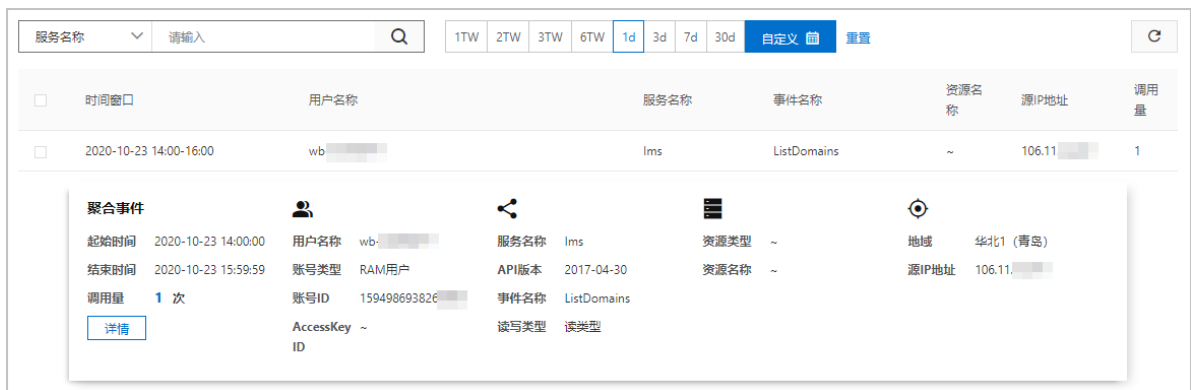 服务名称 请输入 1TW 2TW 3TW 6TW 1d 3d 7d 30d 自定义 重置
时间窗口 用户名称 服务名称 事件名称 资源名称 源IP地址 调用量
2020-10-23 14:00-16:00 wb- lms ListDomains ~ 106.11 1
聚合事件
起始时间 2020-10-23 14:00:00 用户名称 wb- 服务名称 lms 资源类型 ~ 地域 华北1（青岛）
结束时间 2020-10-23 15:59:59 账号类型 RAM用户 API版本 2017-04-30 资源名称 ~ 源IP地址 106.11.
调用量 1 次 账号ID 159498693826 事件名称 ListDomains
详情 AccessKey ID ~ 读写类型 读类型